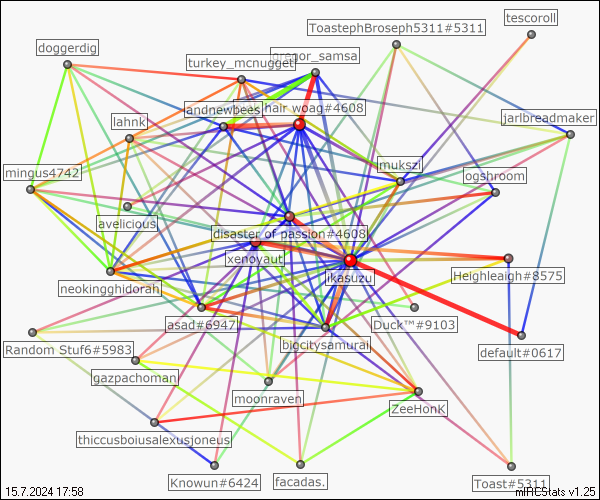 tescoroll
ToastephBroseph5311#5311
doggerdig
gregor_samsa
turkey_mcnugget
hair woag#4608
andnewbees
jarlbreadmaker
lahnk
mukszi
mingus4742
ogshroom
avelicious
disaster of passion#4608
xenoyaut
ikasuzu
Heighleaigh#8575
neokingghidorah
asad#6947
Duck™#9103
bigcitysamurai
Random Stuf6#5983
default#0617
gazpachoman
moonraven
ZeeHonK
thiccusboiusalexusjoneus
Knowun#6424
facadas.
Toast#5311
15.7.2024 17:58
mIRCStats v1.25